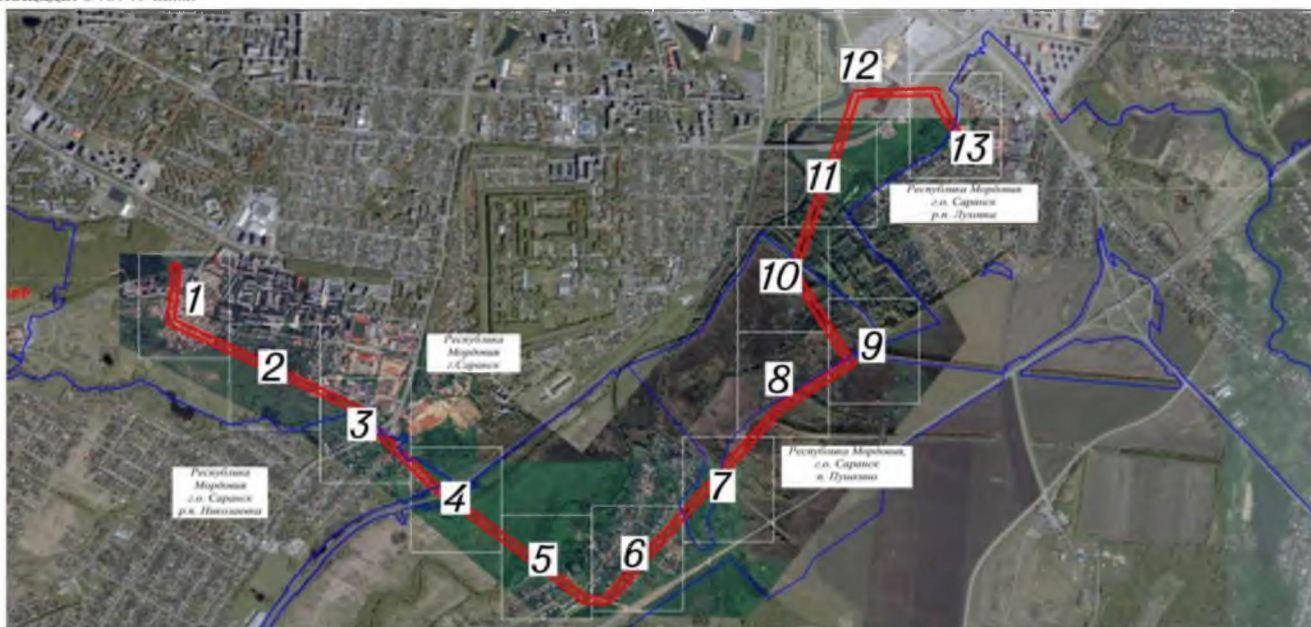 12
13
11
Республика Мордовия
г.о. Саранск
р.п. Луховка
10
1
9
Республика
Мордовия
г.Саранск
2
8
3
Республика Мордовия,
г.о. Саранск
п. Пушкино
Республика
Мордовия
г.о. Саранск
р.п. Николаевка
7
4
6
5